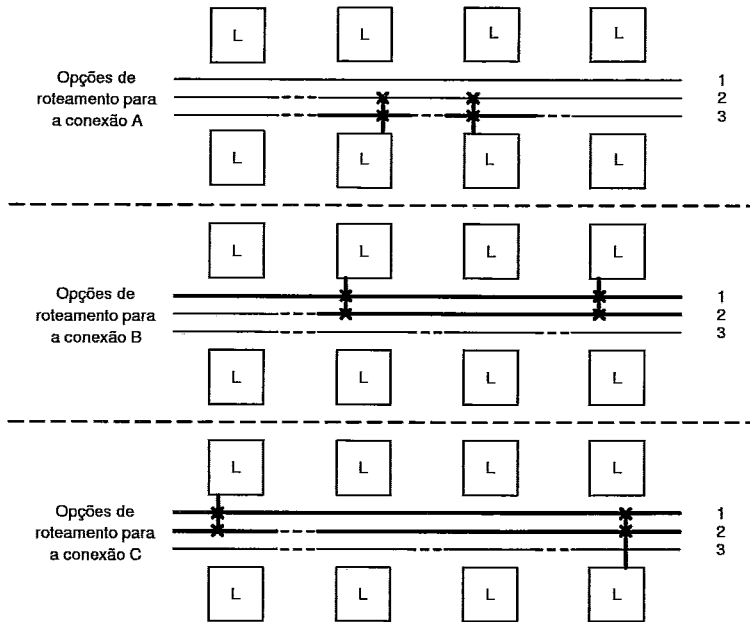 L L L L
Opções de
roteamento para
a conexão A
1
2
3
L L L L
L L L L
Opções de
roteamento para
a conexão B
1
2
3
L L L L
L L L L
Opções de
roteamento para
a conexão C
1
2
3
L L L L